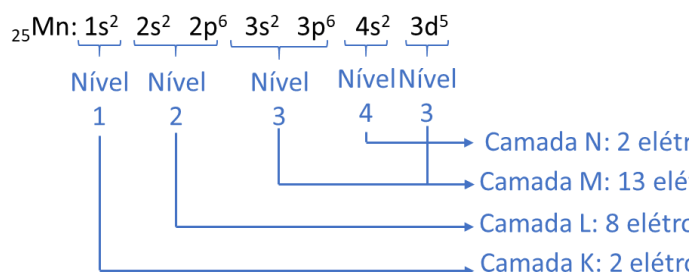 ₂₅Mn: 1s² 2s² 2p⁶ 3s² 3p⁶ 4s² 3d⁵
Nível Nível Nível Nível Nível
1 2 3 4 3
Camada N: 2
Camada M: 13
Camada L: 8
Camada K: 2